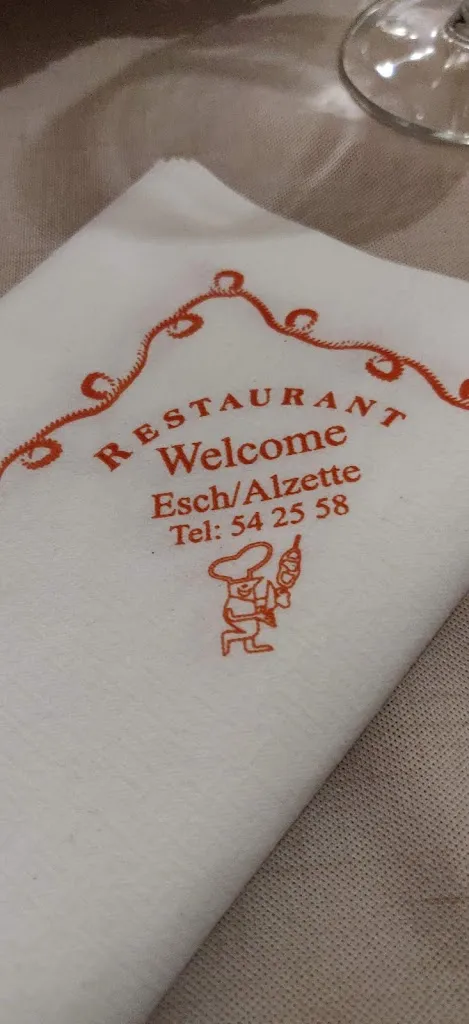 RESTAURANT
Welcome
Esch/Alzette
Tel: 54 25 58